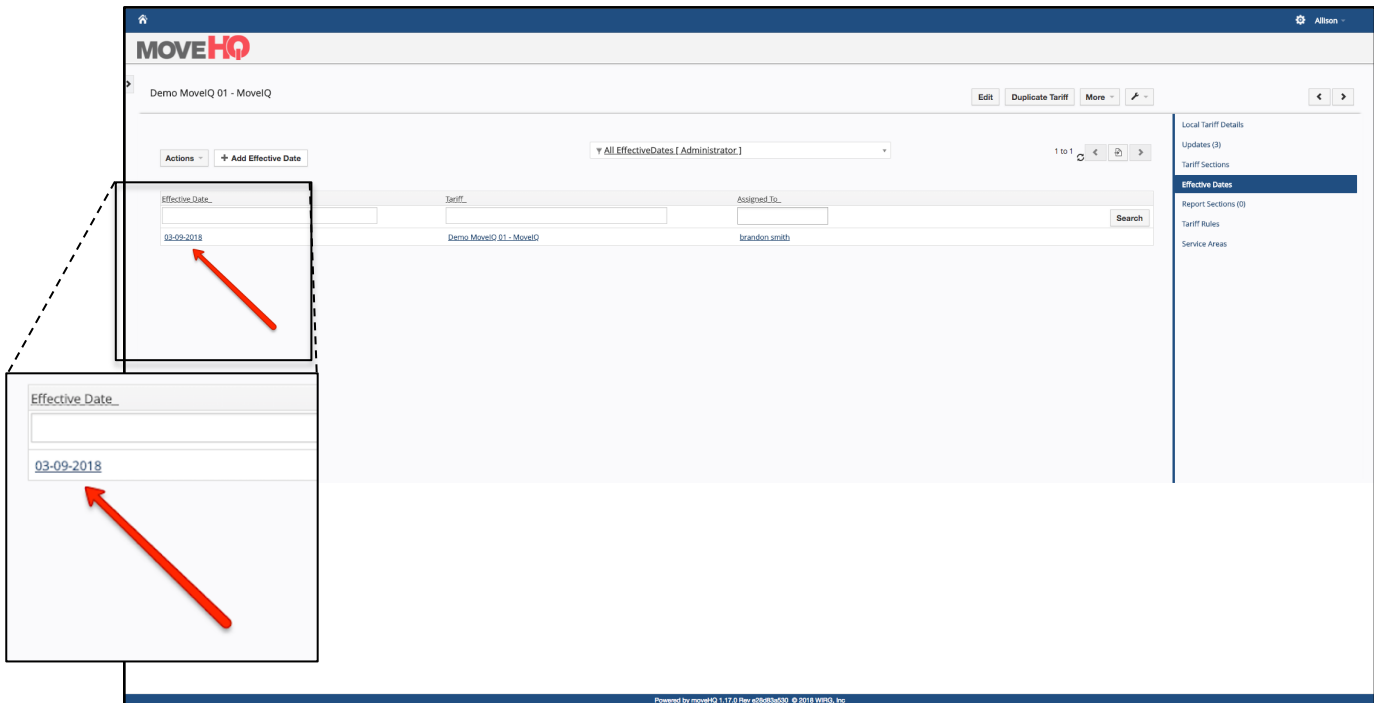 Allison
MOVEHQ
Demo MoveIQ 01 - MoveIQ
Edit Duplicate Tariff More
Local Tariff Details
Updates (3)
Tariff Sections
Effective Dates
Report Sections (0)
Tariff Rules
Service Areas
Actions + Add Effective Date
All EffectiveDates [ Administrator ]
1 to 1
Effective Date Tariff Assigned To
Search
03-09-2018 Demo MoveIQ 01 - MoveIQ brandon smith
Effective Date
03-09-2018
Powered by moveHQ 1.17.0 Rev e28d83a530 © 2018 WIRG, Inc